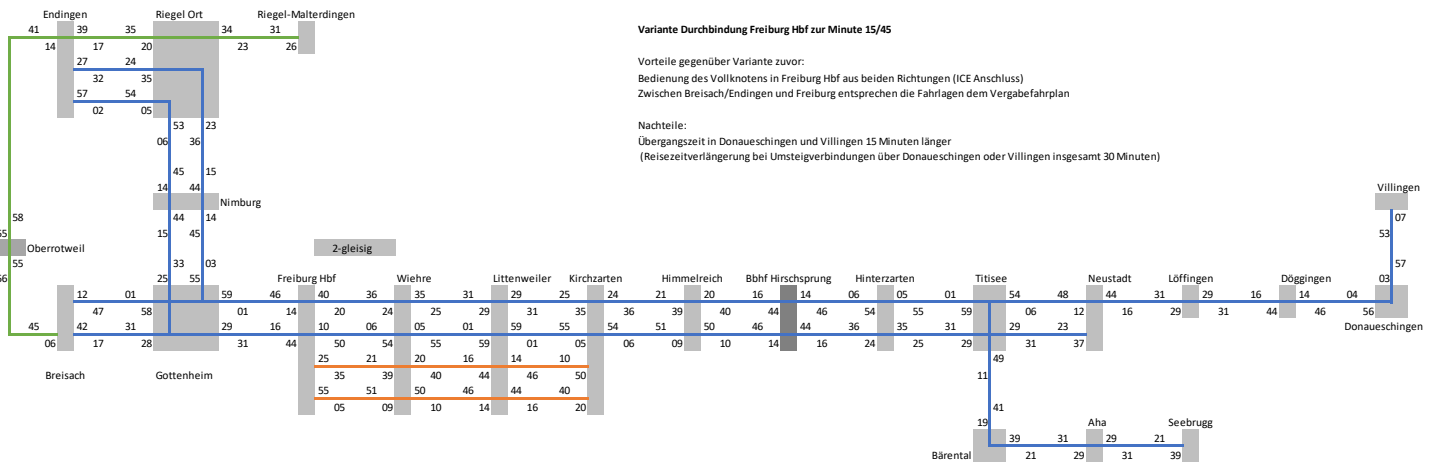 Endingen Riegel Ort Riegel-Malterdingen
41 39 35 34 31
14 17 20 23 26
Variante Durchbindung Freiburg Hbf zur Minute 15/45
27 24
32 35
Vorteile gegenüber Variante zuvor:
Bedienung des Vollknotens in Freiburg Hbf aus beiden Richtungen (ICE Anschluss)
Zwischen Breisach/Endingen und Freiburg entsprechen die Fahrlagen dem Vergabefahrplan
57 54
02 05
53 23
06 36
Nachteile:
Übergangszeit in Donaueschingen und Villingen 15 Minuten länger
(Reisezeitverlängerung bei Umsteigverbindungen über Donaueschingen oder Villingen insgesamt 30 Minuten)
45 15
14 44
Villingen
Nimburg
58 44 14 07
55 15 45 53
Oberrotweil 2-gleisig
55 33 03 57
56 25 55 03
Freiburg Hbf Wiehre Littenweiler Kirchzarten Himmelreich Bbhf Hirschsprung Hinterzarten Titisee Neustadt Löffingen Döggingen
12 01 59 46 40 36 35 31 29 25 24 21 20 16 14 06 05 01 54 48 44 31 29 16 14 04
47 58 01 14 20 24 25 29 31 35 36 39 40 44 46 54 55 59 06 12 16 29 31 44 46 56
Donaueschingen
45 42 31 29 16 10 06 05 01 59 55 54 51 50 46 44 36 35 31 29 23
06 17 28 31 44 50 54 55 59 01 05 06 09 10 14 16 24 25 29 31 37
25 21 20 16 14 10
35 39 40 44 46 50
49
11
Breisach Gottenheim
55 51 50 46 44 40
05 09 10 14 16 20
41
19
Aha Seebrugg
39 31 29 21
Bärental 21 29 31 39